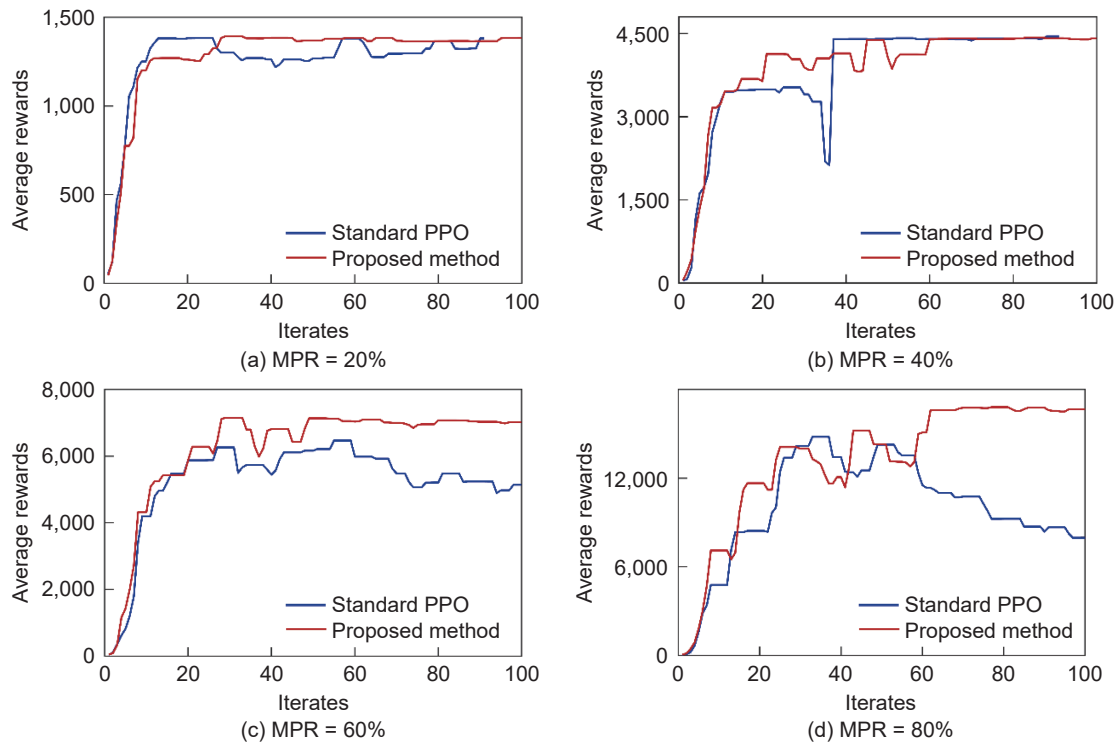 1,500
1,000
500
0
Average rewards
Standard PPO
Proposed method
0 20 40 60 80 100
Iterates
(a) MPR = 20%
4,500
3,000
1,500
0
Average rewards
Standard PPO
Proposed method
0 20 40 60 80 100
Iterates
(b) MPR = 40%
8,000
6,000
4,000
2,000
0
Average rewards
Standard PPO
Proposed method
0 20 40 60 80 100
Iterates
(c) MPR = 60%
12,000
6,000
0
Average rewards
Standard PPO
Proposed method
0 20 40 60 80 100
Iterates
(d) MPR = 80%